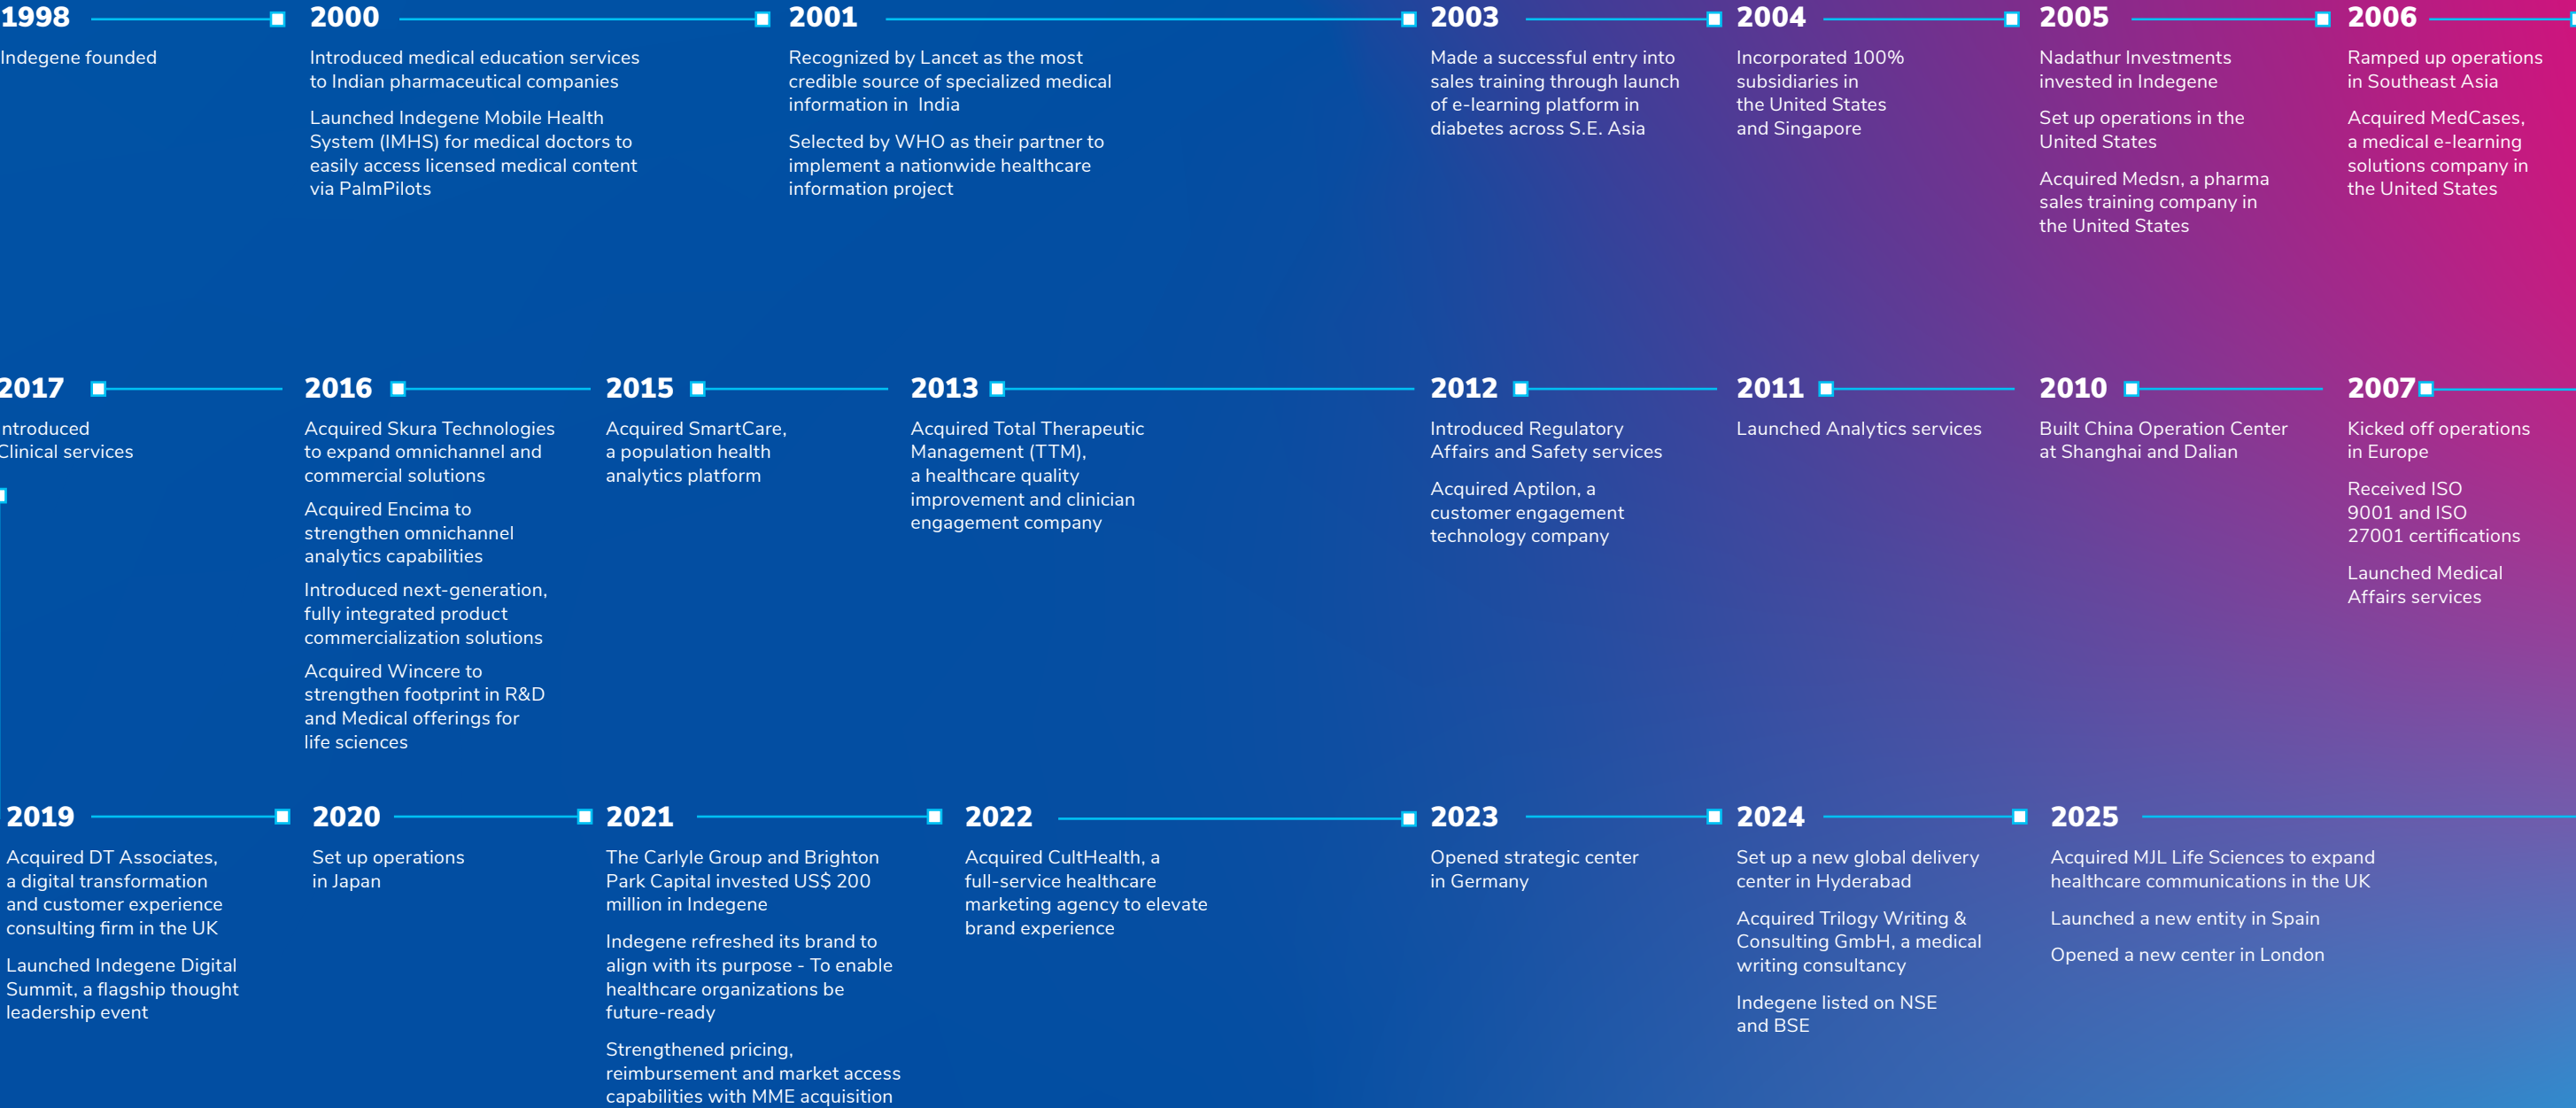 1998
Indegene founded
2000
Introduced medical education services
to Indian pharmaceutical companies
Launched Indegene Mobile Health
System (IMHS) for medical doctors to
easily access licensed medical content
via PalmPilots
2001
Recognized by Lancet as the most
credible source of specialized medical
information in India
Selected by WHO as their partner to
implement a nationwide healthcare
information project
2003
Made a successful entry into
sales training through launch
of e-learning platform in
diabetes across S.E. Asia
2004
Incorporated 100%
subsidiaries in
the United States
and Singapore
2005
Nadathur Investments
invested in Indegene
Set up operations in the
United States
Acquired Medsn, a pharma
sales training company in
the United States
2006
Ramped up operations
in Southeast Asia
Acquired MedCases,
a medical e-learning
solutions company in
the United States
2017
ntroduced
Clinical services
2016
Acquired Skura Technologies
to expand omnichannel and
commercial solutions
Acquired Encima to
strengthen omnichannel
analytics capabilities
Introduced next-generation,
fully integrated product
commercialization solutions
Acquired Wincere to
strengthen footprint in R&D
and Medical offerings for
life sciences
2015
Acquired SmartCare,
a population health
analytics platform
2013
Acquired Total Therapeutic
Management (TTM),
a healthcare quality
improvement and clinician
engagement company
2012
Introduced Regulatory
Affairs and Safety services
Acquired Aptilon, a
customer engagement
technology company
2011
Launched Analytics services
2010
Built China Operation Center
at Shanghai and Dalian
2007
Kicked off operations
in Europe
Received ISO
9001 and ISO
27001 certifications
Launched Medical
Affairs services
2019
Acquired DT Associates,
a digital transformation
and customer experience
consulting firm in the UK
Launched Indegene Digital
Summit, a flagship thought
leadership event
2020
Set up operations
in Japan
2021
The Carlyle Group and Brighton
Park Capital invested US$ 200
million in Indegene
Indegene refreshed its brand to
align with its purpose - To enable
healthcare organizations be
future-ready
Strengthened pricing,
reimbursement and market access
capabilities with MME acquisition
2022
Acquired CultHealth, a
full-service healthcare
marketing agency to elevate
brand experience
2023
Opened strategic center
in Germany
2024
Set up a new global delivery
center in Hyderabad
Acquired Trilogy Writing &
Consulting GmbH, a medical
writing consultancy
Indegene listed on NSE
and BSE
2025
Acquired MJL Life Sciences to expand
healthcare communications in the UK
Launched a new entity in Spain
Opened a new center in London